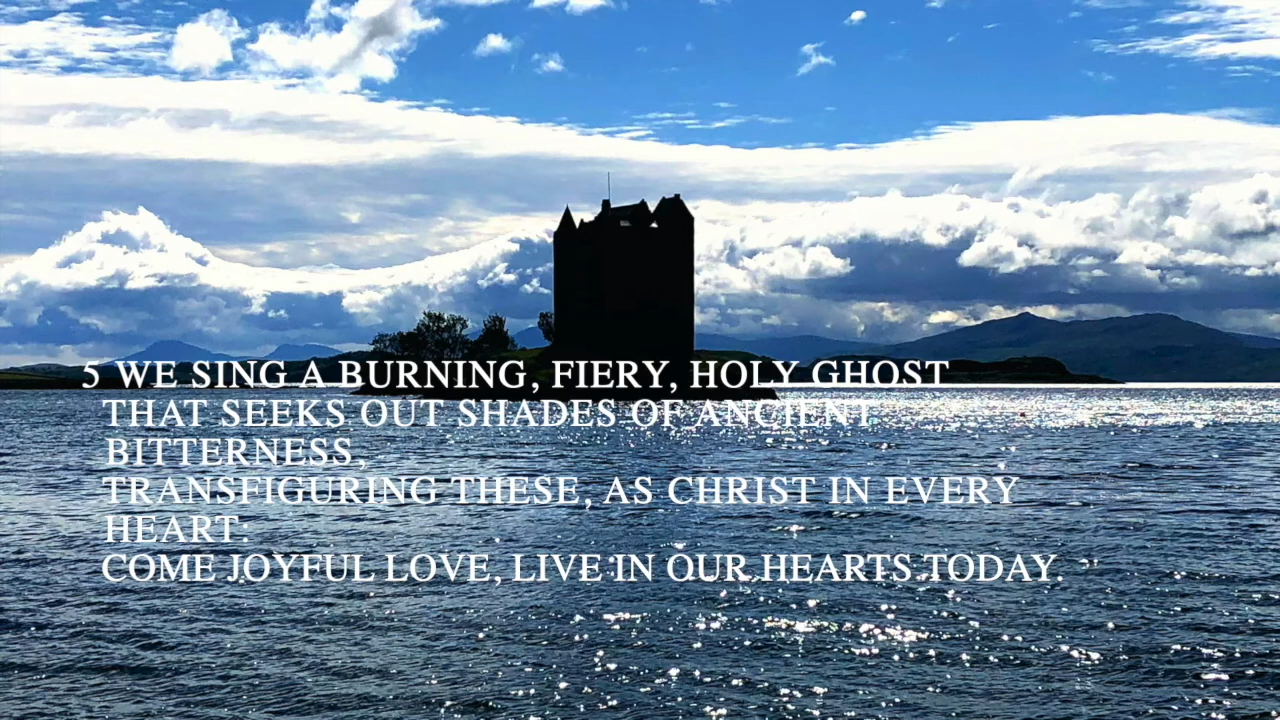 5 WE SING A BURNING, FIERY, HOLY GHOST
THAT SEEKS OUT SHADES OF ANCIENT
BITTERNESS,
TRANSFIGURING THESE, AS CHRIST IN EVERY
HEART:
COME JOYFUL LOVE, LIVE IN OUR HEARTS TODAY.